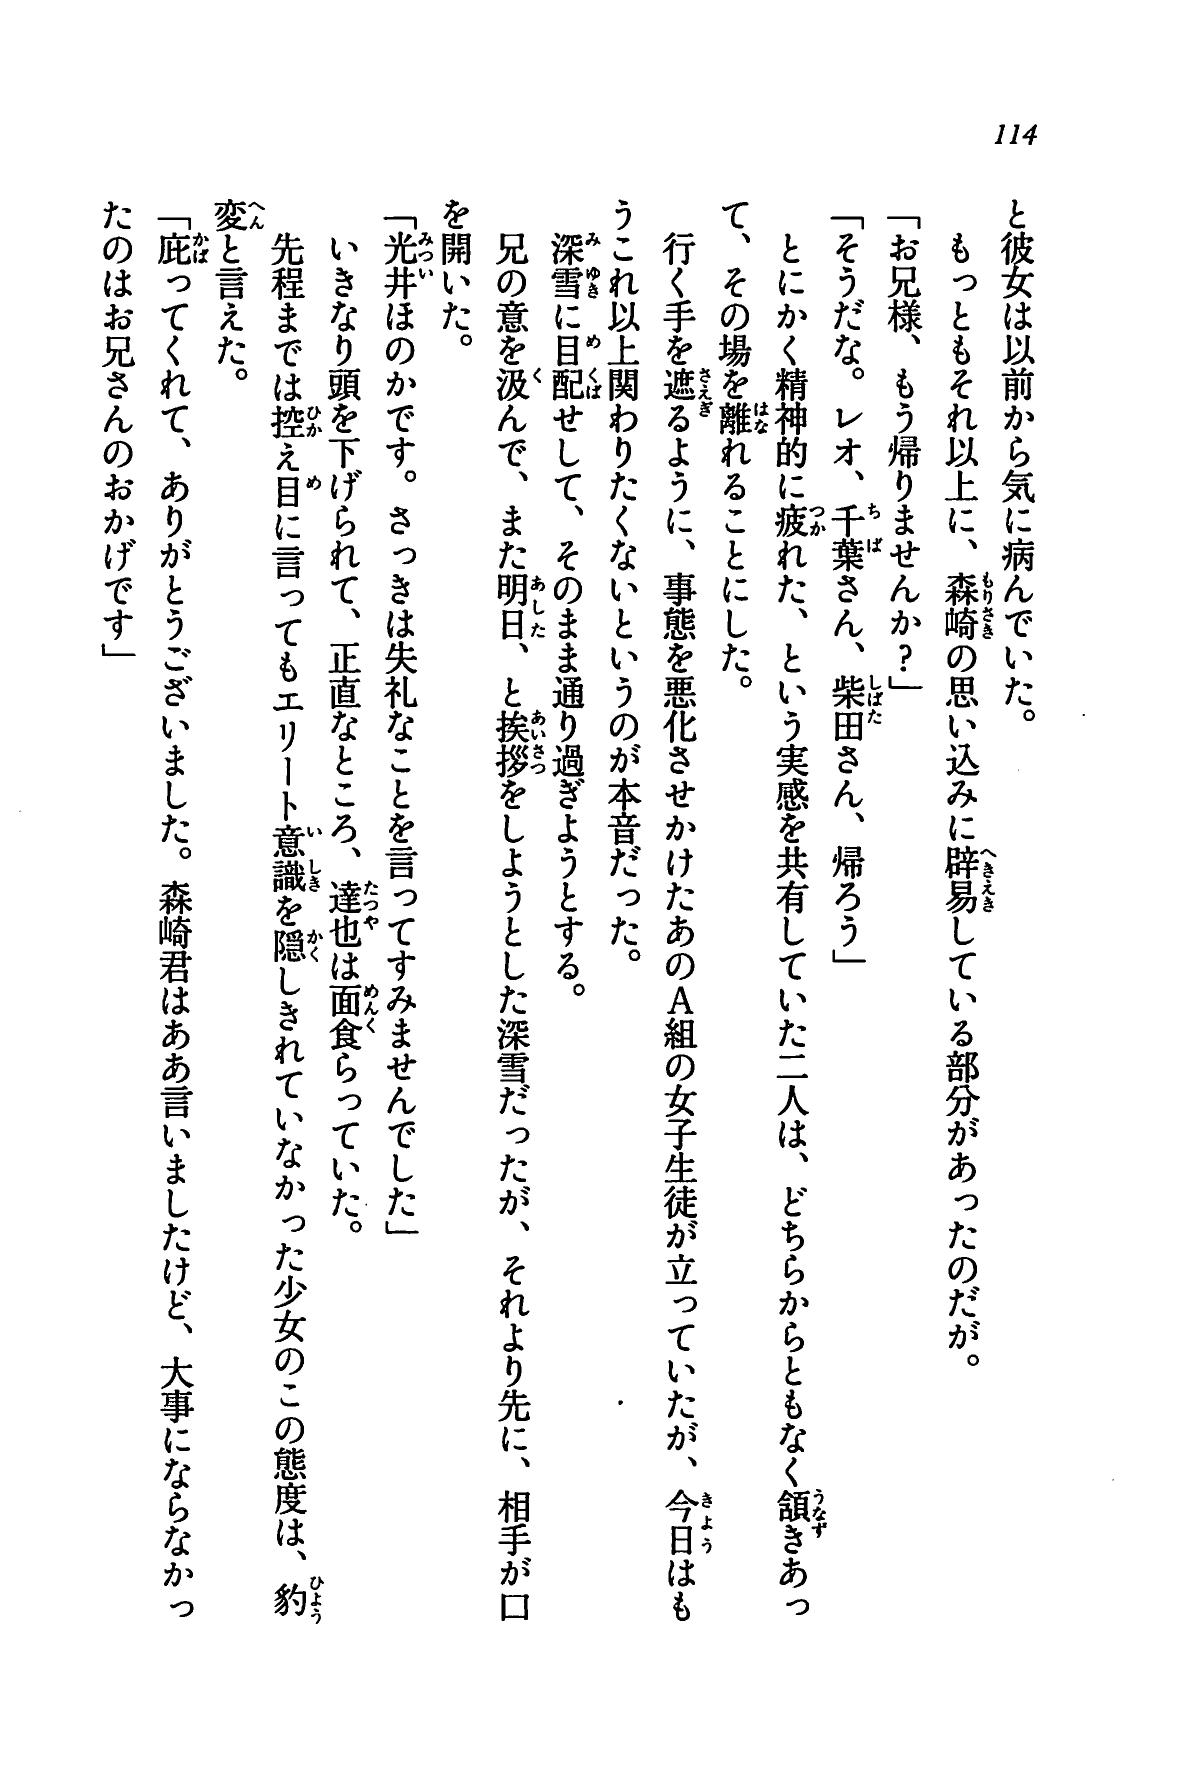 114
と彼女は以前から気に病んでいた。
もっともそれ以上に、森崎の思い込みに辟易している部分があったのだが。
「お兄様、もう帰りませんか？」
「そうだな。レオ、千葉さん、柴田さん、帰ろう」
とにかく精神的に疲れた、という実感を共有していた二人は、どちらからともなく頷きあっ
て、その場を離れることにした。
行く手を遮るように、事態を悪化させかけたあのＡ組の女子生徒が立っていたが、今日はも
うこれ以上関わりたくないというのが本音だった。
深雪に目配せして、そのまま通り過ぎようとする。
兄の意を汲んで、また明日、と挨拶をしようとした深雪だったが、それより先に、相手が口
を開いた。
「光井ほのかです。さっきは失礼なことを言ってすみませんでした」
いきなり頭を下げられて、正直なところ、達也は面食らっていた。
先程までは控え目に言ってもエリート意識を隠しきれていなかった少女のこの態度は、豹
変と言えた。
「庇ってくれて、ありがとうございました。森崎君はああ言いましたけど、大事にならなかっ
たのはお兄さんのおかげです」